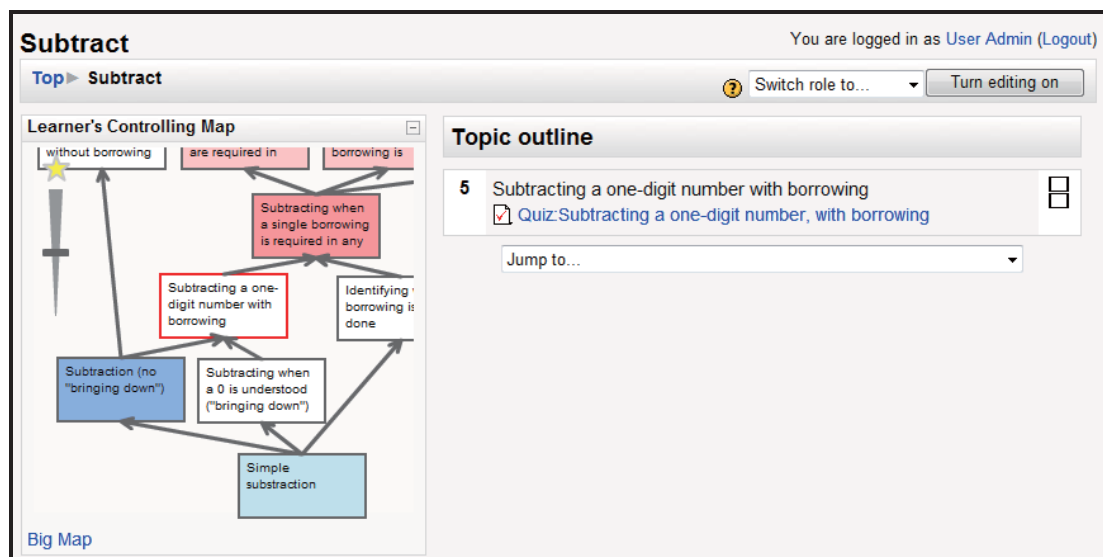 Subtract
You are logged in as User Admin (Logout)
Top► Subtract
Switch role to...
Turn editing on
Learner's Controlling Map
without borrowing
are required in
borrowing is
Subtracting when
a single borrowing
is required in any
Subtracting a one-
digit number with
borrowing
Identifying
borrowing is
done
Subtraction (no
"bringing down")
Subtracting when
a 0 is understood
("bringing down")
Simple
substraction
Big Map
Topic outline
5 Subtracting a one-digit number with borrowing
Quiz:Subtracting a one-digit number, with borrowing
Jump to...